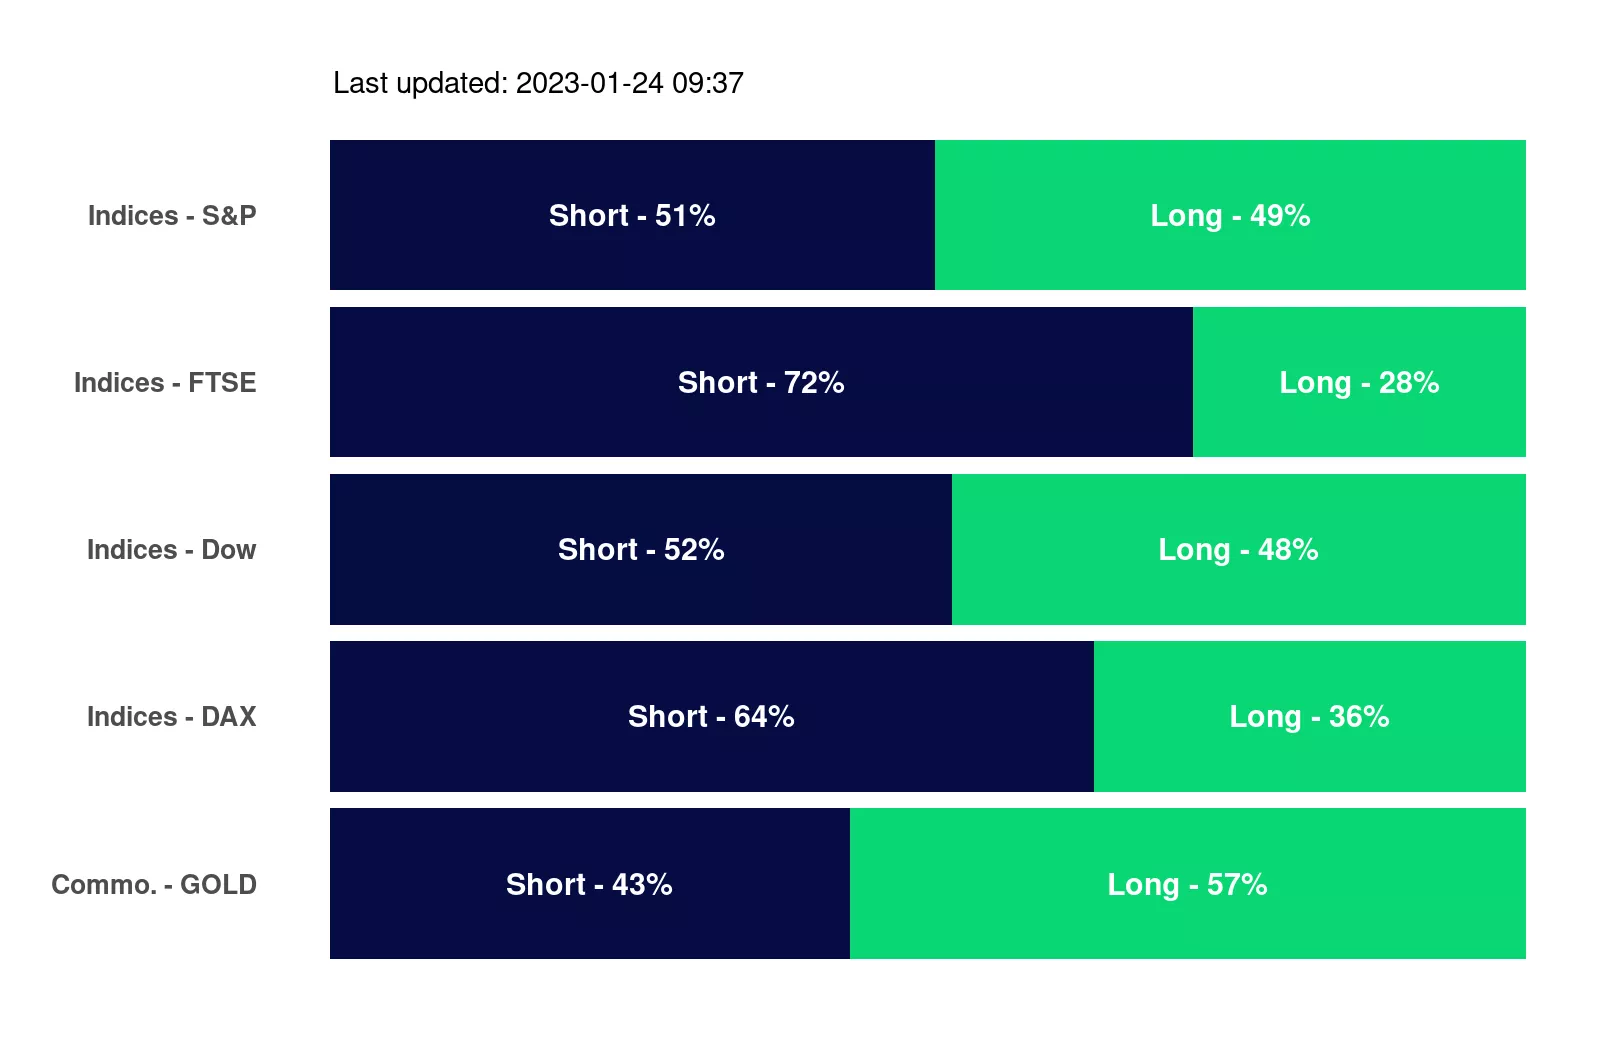 Last updated: 2023-01-24 09:37
Indices - S&P Short - 51% Long - 49%
Indices - FTSE Short - 72% Long - 28%
Indices - Dow Short - 52% Long - 48%
Indices - DAX Short - 64% Long - 36%
Commo. - GOLD Short - 43% Long - 57%